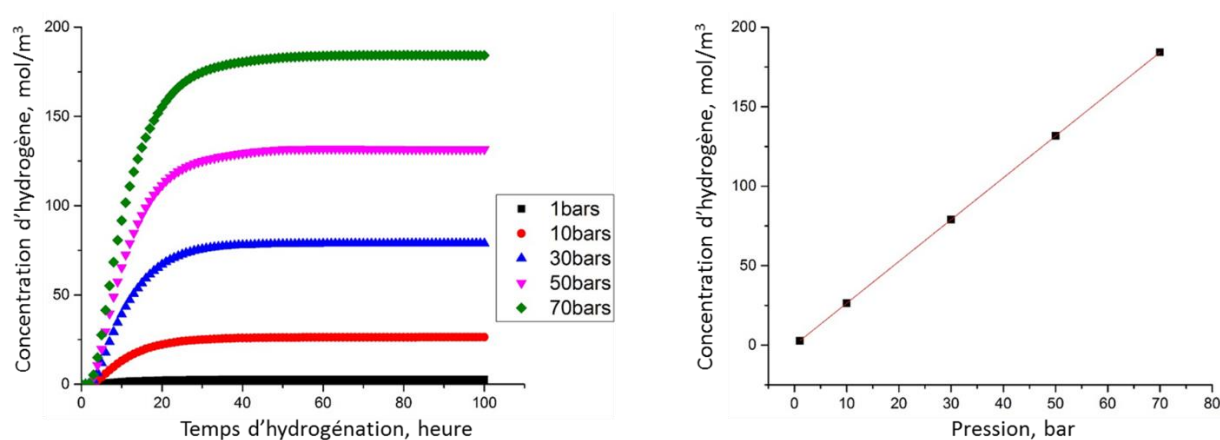 200
150
100
50
0
Concentration d'hydrogène, mol/m³
0 20 40 60 80 100
Temps d'hydrogénation, heure
1bars
10bars
30bars
50bars
70bars
200
150
100
50
0
Concentration d'hydrogène, mol/m³
0 10 20 30 40 50 60 70 80
Pression, bar